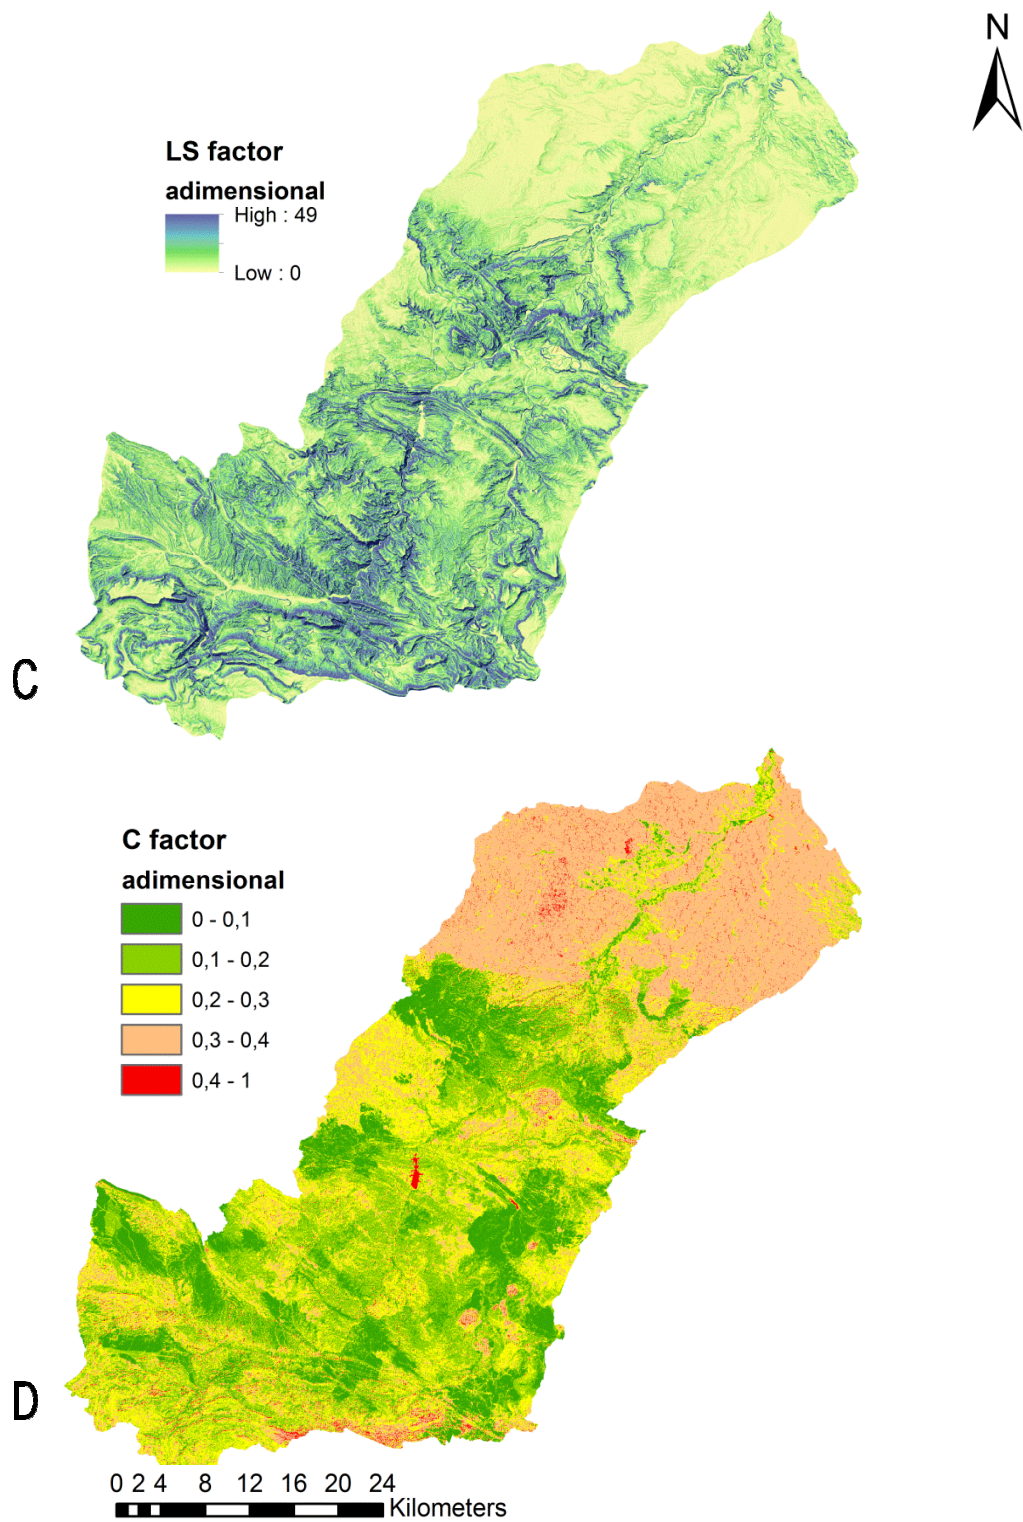 N
LS factor
adimensional
High : 49
Low : 0
C
C factor
adimensional
0 - 0,1
0,1 - 0,2
0,2 - 0,3
0,3 - 0,4
0,4 - 1
D
0 2 4 8 12 16 20 24
Kilometers